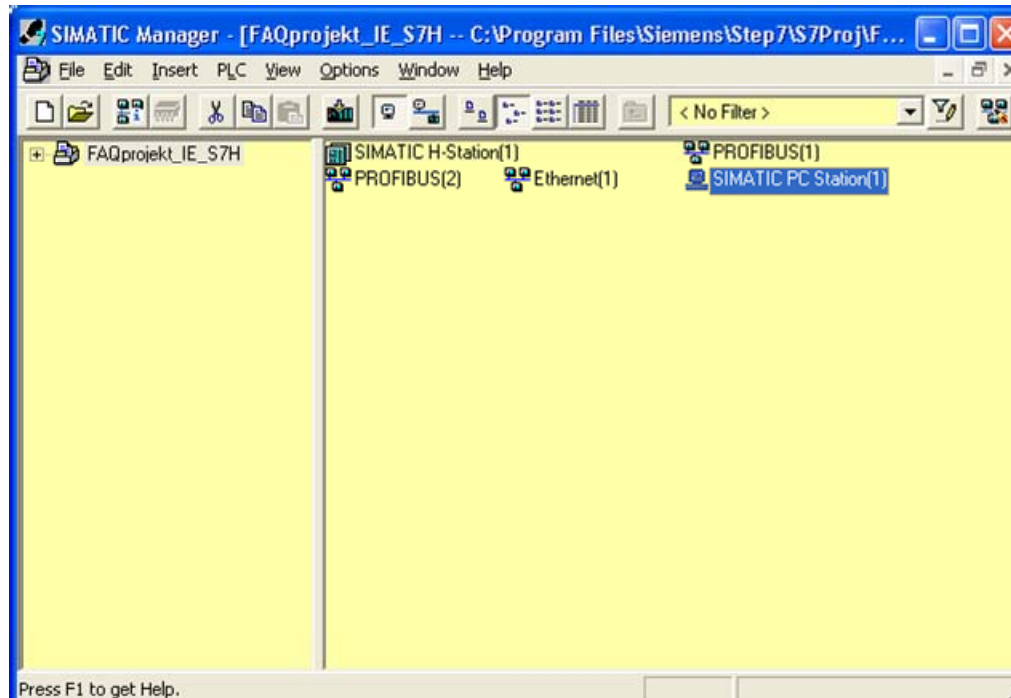 SIMATIC Manager - [FAQprojekt_IE_S7H -- C:\Program Files\Siemens\Step7\S7Proj\F...
File Edit Insert PLC View Options Window Help
< No Filter >
FAQprojekt_IE_S7H
SIMATIC H-Station(1) PROFIBUS(1)
PROFIBUS(2) Ethernet(1) SIMATIC PC Station(1)
Press F1 to get Help.